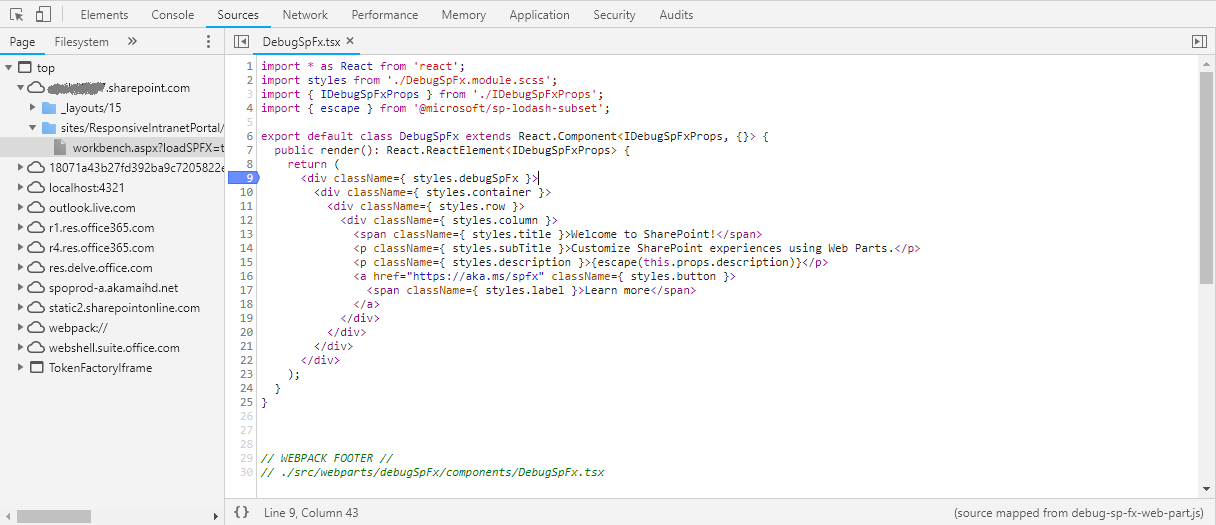 Elements Console Sources Network Performance Memory Application Security Audits
Page Filesystem »
DebugSpFx.tsx ×
top
.sharepoint.com
_layouts/15
sites/ResponsiveIntranetPortal/
workbench.aspx?loadSPFX=t
18071a43b27fd392ba9c7205822e
localhost:4321
outlook.live.com
r1.res.office365.com
r4.res.office365.com
res.delve.office.com
spoprod-a.akamaihd.net
static2.sharepointonline.com
webpack://
webshell.suite.office.com
TokenFactoryIframe
1 import * as React from 'react';
2 import styles from './DebugSpFx.module.scss';
3 import { IDebugSpFxProps } from './IDebugSpFxProps';
4 import { escape } from '@microsoft/sp-lodash-subset';
5
6 export default class DebugSpFx extends React.Component<IDebugSpFxProps, {}> {
7 public render(): React.ReactElement<IDebugSpFxProps> {
8 return (
9 <div className={ styles.debugSpFx }>
10 <div className={ styles.container }>
11 <div className={ styles.row }>
12 <div className={ styles.column }>
13 <span className={ styles.title }>Welcome to SharePoint!</span>
14 <p className={ styles.subTitle }>Customize SharePoint experiences using Web Parts.</p>
15 <p className={ styles.description }>{escape(this.props.description)}</p>
16 <a href="https://aka.ms/spfx" className={ styles.button }>
17 <span className={ styles.label }>Learn more</span>
18 </a>
19 </div>
20 </div>
21 </div>
22 </div>
23 );
24 }
25 }
26
27
28
29 // WEBPACK FOOTER //
30 // ./src/webparts/debugSpFx/components/DebugSpFx.tsx
{} Line 9, Column 43
(source mapped from debug-sp-fx-web-part.js)